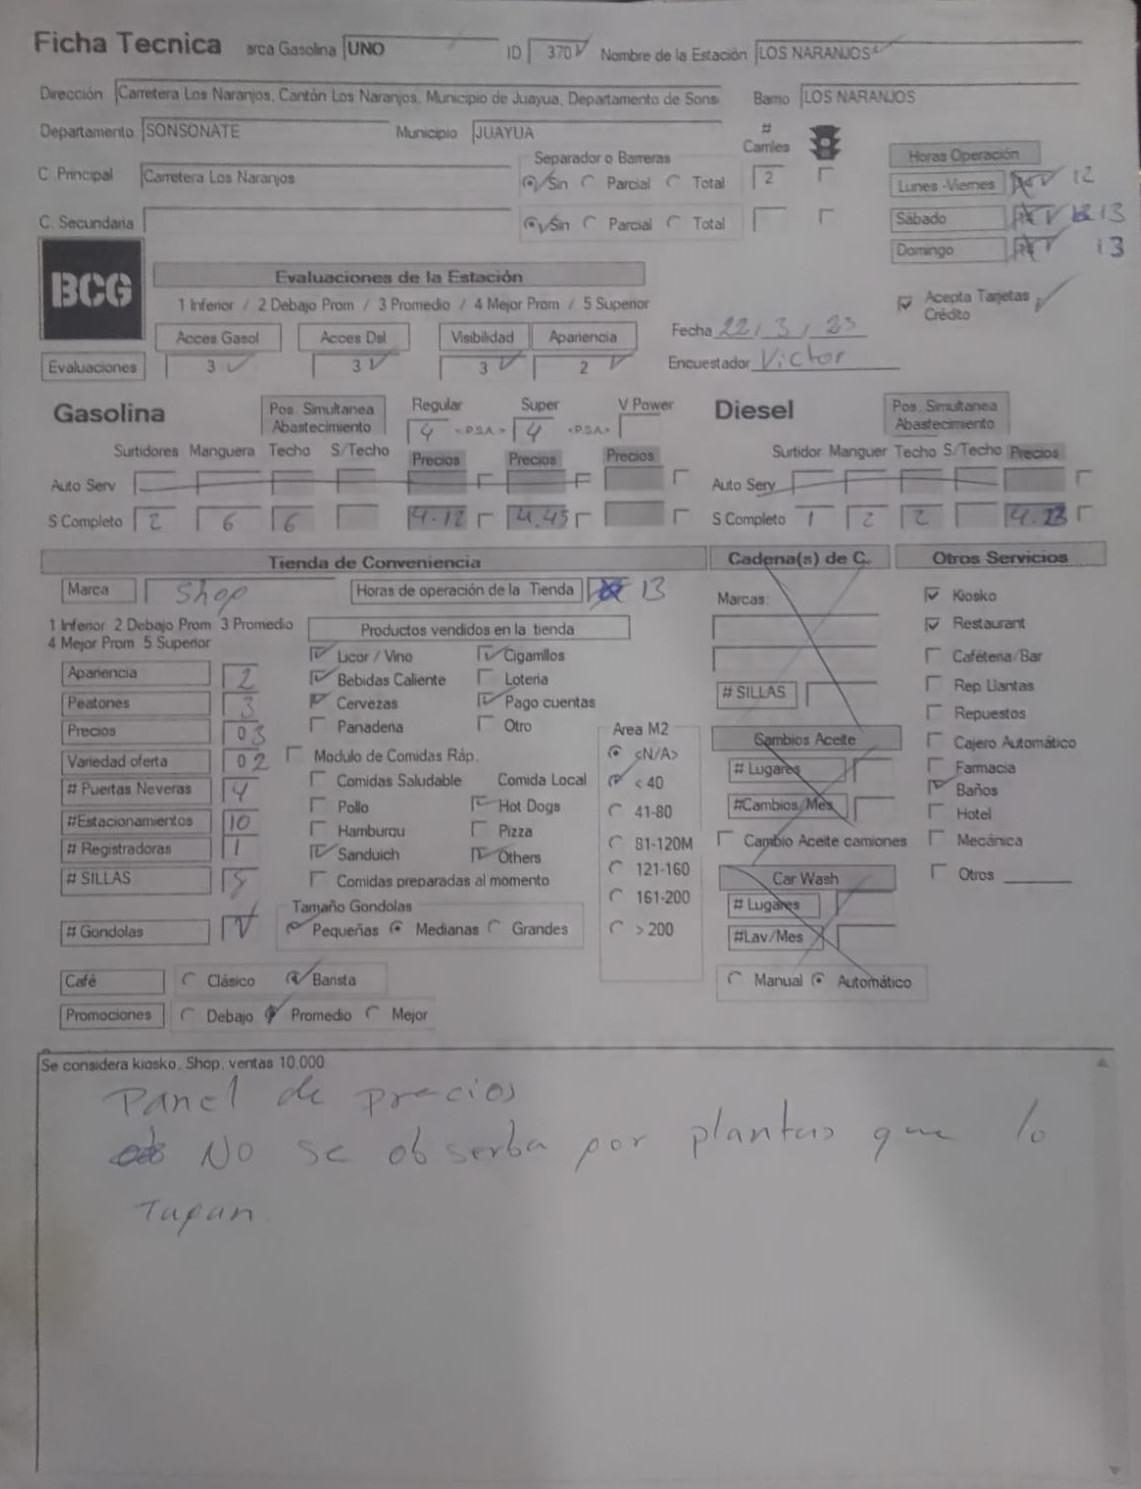 Ficha Tecnica arca Gasolina UNO ID 370 Nombre de la Estación LOS NARANJOS
Dirección Carretera Los Naranjos, Cantón Los Naranjos, Municipio de Juayua, Departamento de Sons Barrio LOS NARANJOS
Departamento SONSONATE Municipio JUAYUA # Carriles
C. Principal Carretera Los Naranjos Separador o Barreras Sin Parcial Total 2
Horas Operación
Lunes -Viernes 12
C. Secundaria Sin Parcial Total
Sábado 13
Domingo 13
BCG
Evaluaciones de la Estación
1 Inferior / 2 Debajo Prom / 3 Promedio / 4 Mejor Prom / 5 Superior
Acepta Tarjetas Crédito
Acces Gasol Acces Dsl Visibilidad Apariencia
Fecha 22/3/23
Evaluaciones 3 3 3 2
Encuestador Victor
Gasolina Pos. Simultanea Abastecimiento Regular Super V Power
4 <P.S.A> 4 <P.S.A>
Diesel Pos. Simultanea Abastecimiento
Surtidores Manguera Techo S/Techo Precios Precios Precios
Surtidor Manguer Techo S/Techo Precios
Auto Serv
Auto Serv
S Completo 2 6 6 4.12 4.45
S Completo 1 2 2 4.23
Tienda de Conveniencia
Cadena(s) de C.
Otros Servicios
Marca Shop Horas de operación de la Tienda 13
Marcas:
# SILLAS
1 Inferior 2 Debajo Prom 3 Promedio
4 Mejor Prom 5 Superior
Productos vendidos en la tienda
Apariencia 2
Peatones 3
Precios 03
Variedad oferta 02
# Puertas Neveras 4
#Estacionamientos 10
# Registradoras 1
# SILLAS 5
# Gondolas
Licor / Vino Cigarrillos
Bebidas Caliente Loteria
Cervezas Pago cuentas
Panaderia Otro
Modulo de Comidas Ráp.
Comidas Saludable Comida Local
Pollo Hot Dogs
Hamburgu Pizza
Sanduich Others
Comidas preparadas al momento
Tamaño Gondolas
Pequeñas Medianas Grandes
Area M2
<N/A>
< 40
41-80
81-120M
121-160
161-200
> 200
Cambios Aceite
# Lugares
#Cambios/Mes
Cambio Aceite camiones
Car Wash
# Lugares
#Lav/Mes
Manual Automático
Kiosko
Restaurant
Cafétería/Bar
Rep Llantas
Repuestos
Cajero Automático
Farmacia
Baños
Hotel
Mecánica
Otros
Café Clásico Barista
Promociones Debajo Promedio Mejor
Se considera kiosko, Shop, ventas 10,000
Panel de precios
No se obserba por plantas que lo
Tapan